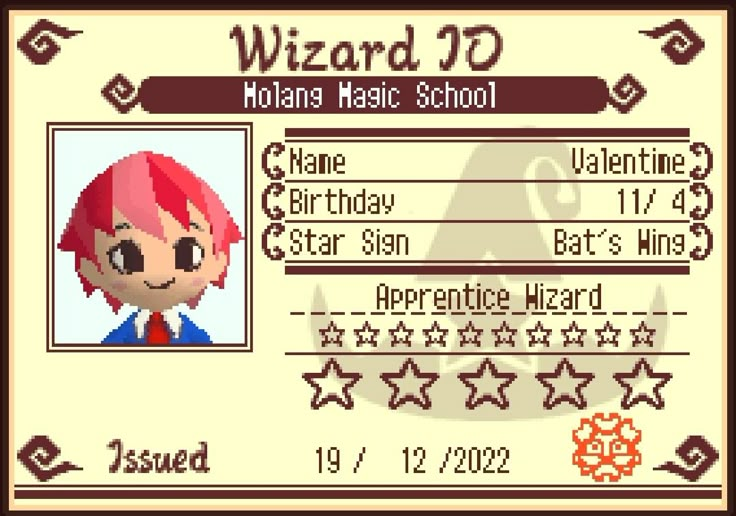 Wizard ID
Molang Magic School
Name Valentine
Birthday 11/ 4
Star Sign Bat's Wing
Apprentice Wizard
Issued 19 / 12 /2022